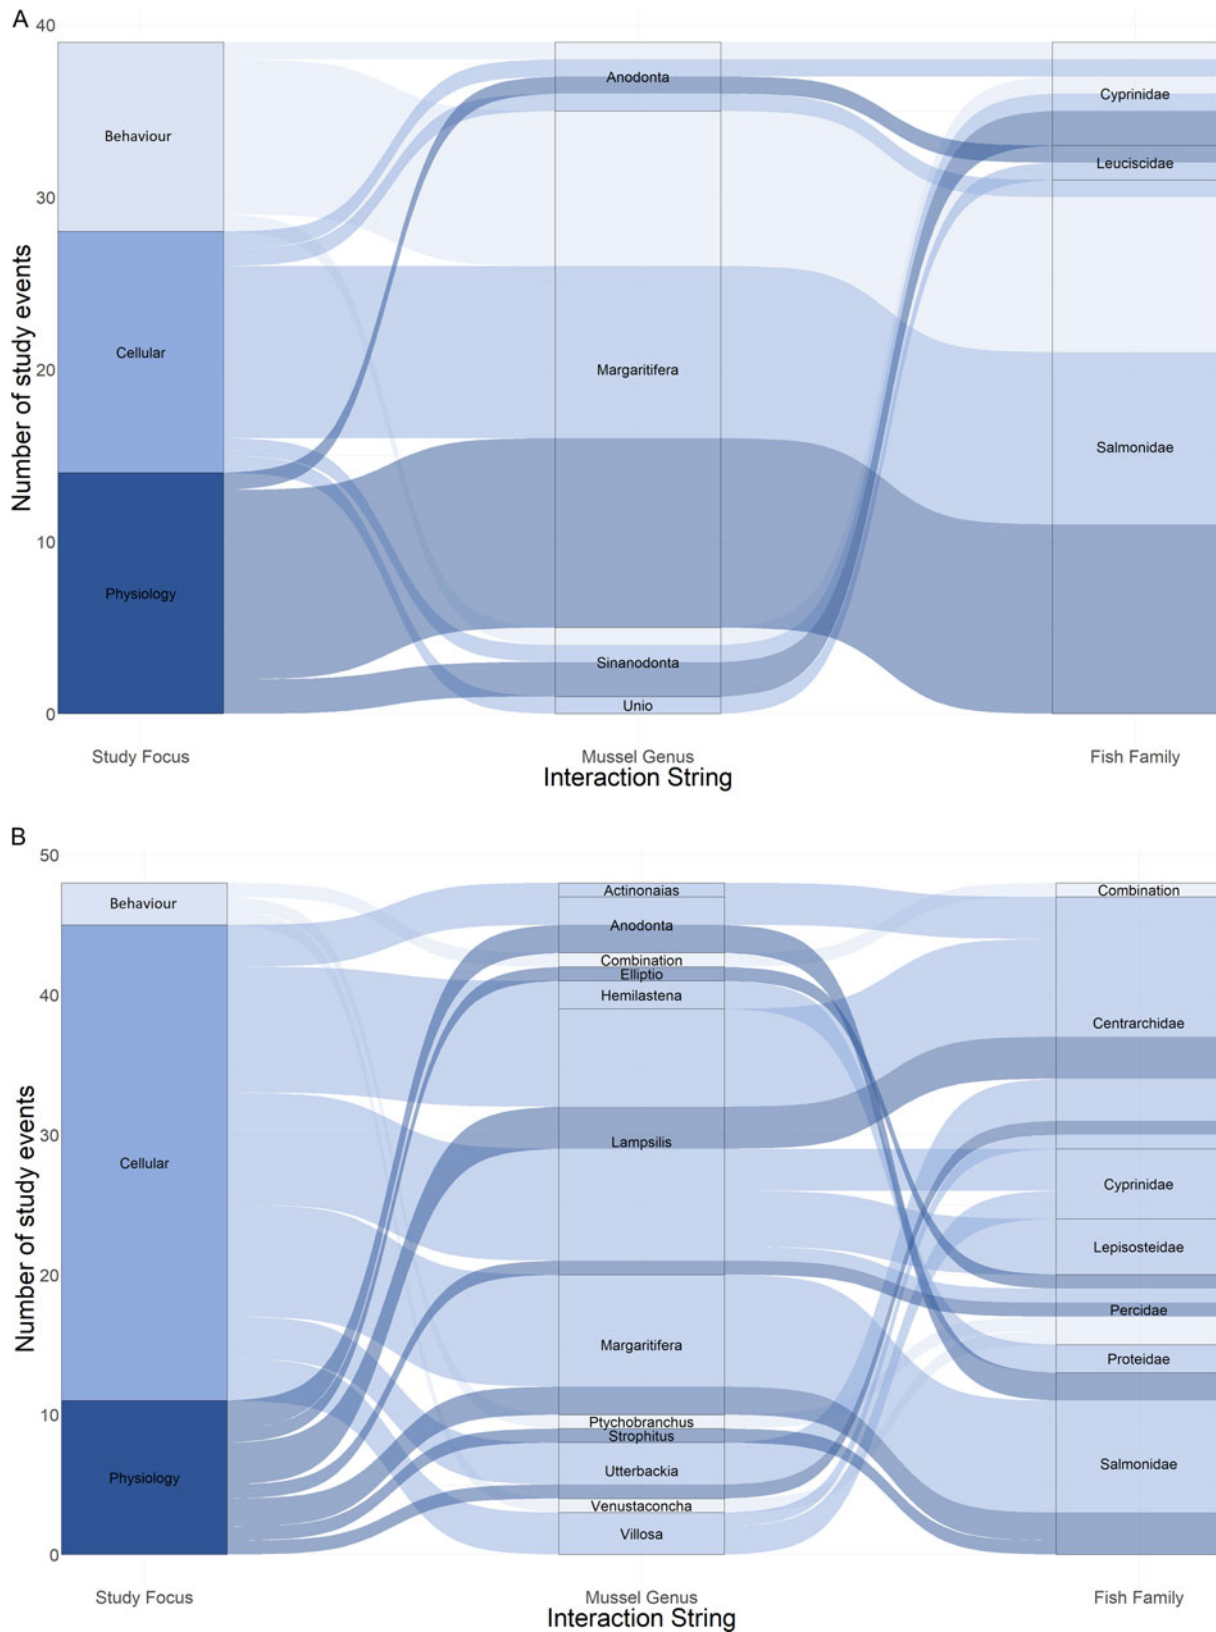 A
40
30
20
10
0
Number of study events
Behaviour
Cellular
Physiology
Anodonta
Margaritifera
Sinanodonta
Unio
Cyprinidae
Leuciscidae
Salmonidae
Study Focus
Mussel Genus
Fish Family
Interaction String
B
50
40
30
20
10
0
Number of study events
Behaviour
Cellular
Physiology
Actinonaias
Anodonta
Combination
Elliptio
Hemilastena
Lampsilis
Margaritifera
Ptychobranchus
Strophitus
Utterbackia
Venustaconcha
Villosa
Combination
Centrarchidae
Cyprinidae
Lepisosteidae
Percidae
Proteidae
Salmonidae
Study Focus
Mussel Genus
Fish Family
Interaction String